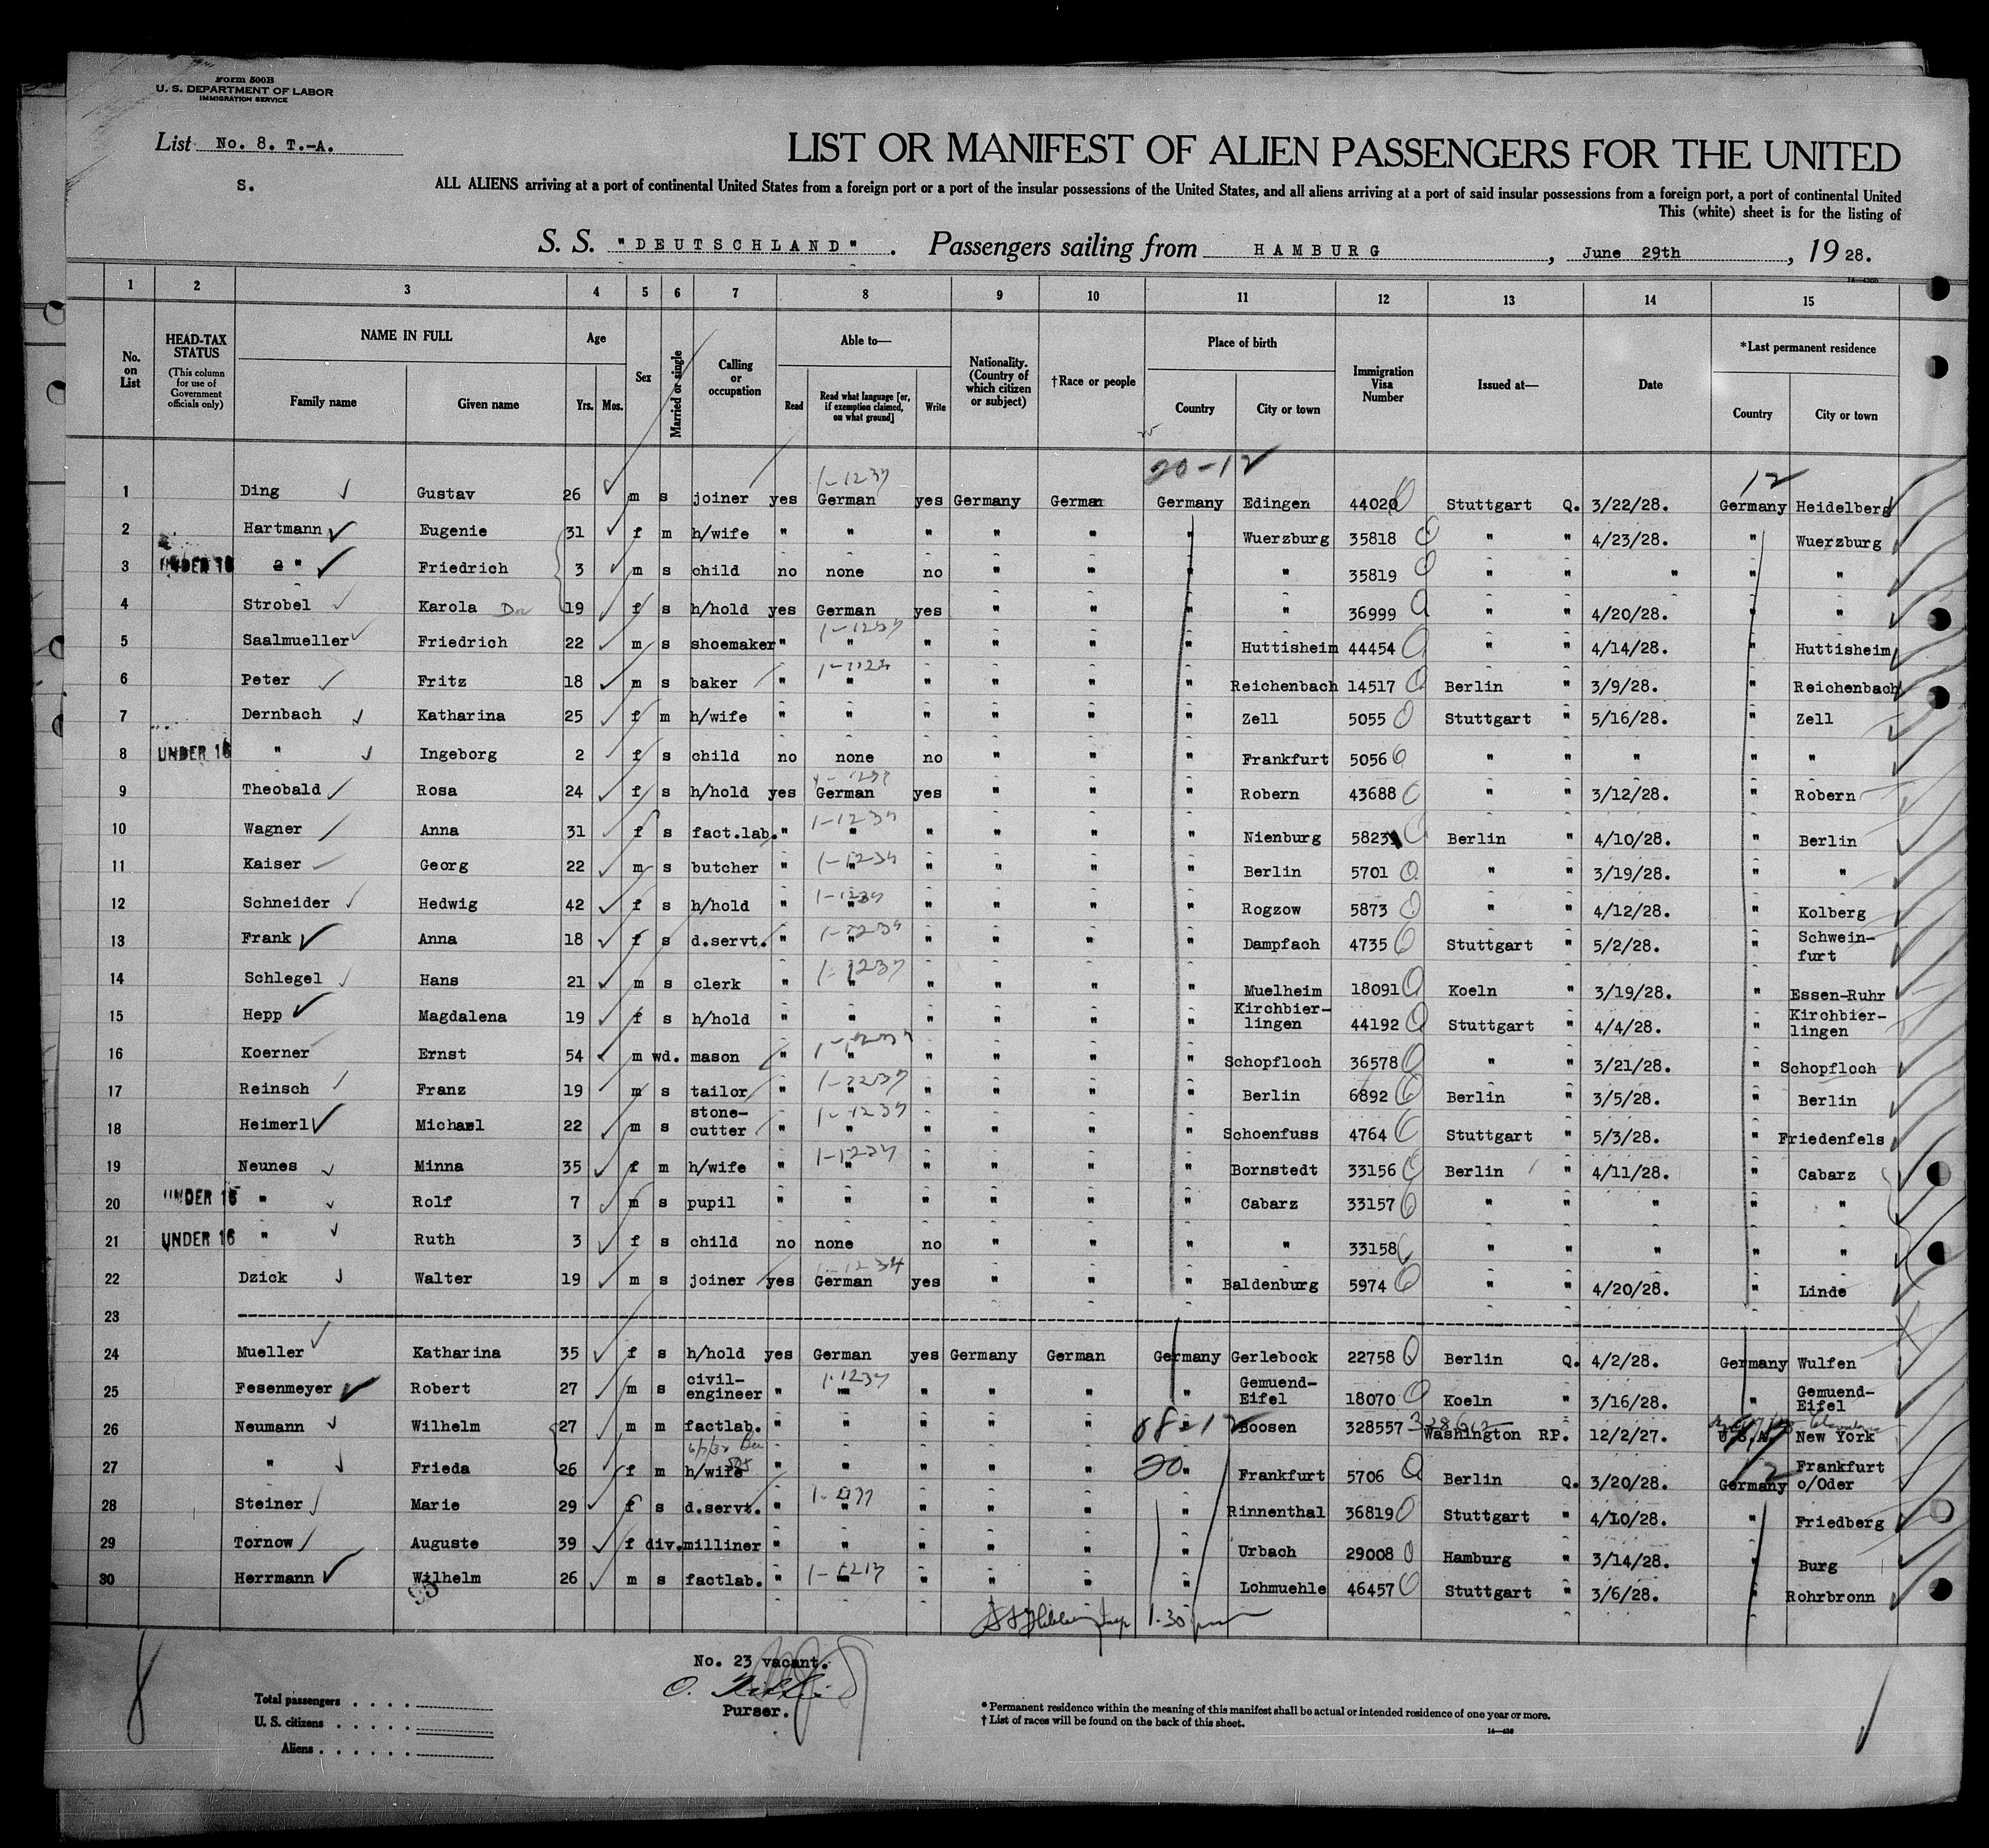 Form 500B
U. S. DEPARTMENT OF LABOR
IMMIGRATION SERVICE
List No. 8. T.-A.
S.
LIST OR MANIFEST OF ALIEN PASSENGERS FOR THE UNITED
ALL ALIENS arriving at a port of continental United States from a foreign port or a port of the insular possessions of the United States, and all aliens arriving at a port of said insular possessions from a foreign port, a port of continental United
This (white) sheet is for the listing of
S. S. "DEUTSCHLAND". Passengers sailing from HAMBURG, June 29th, 1928.
1 2 3 4 5 6 7 8 9 10 11 12 13 14 15
No. on List
HEAD-TAX STATUS (This column for use of Government officials only)
NAME IN FULL Family name Given name
Age Yrs. Mos.
Sex
Married or single
Calling or occupation
Able to— Read Read what language [or, if exemption claimed, on what ground] Write
Nationality. (Country of which citizen or subject)
†Race or people
Place of birth Country City or town
Immigration Visa Number
Issued at—
Date
*Last permanent residence Country City or town
20-12 12
1 Ding Gustav 26 m s joiner yes German yes Germany German Germany Edingen 44020 Stuttgart Q. 3/22/28. Germany Heidelberg
2 Hartmann Eugenie 31 f m h/wife " " " " " " Wuerzburg 35818 " " 4/23/28. " Wuerzburg
3 UNDER 16 " Friedrich 3 m s child no none no " " " " 35819 " " " " "
4 Strobel Karola 19 f s h/hold yes German yes " " " " 36999 " " 4/20/28. " "
5 Saalmueller Friedrich 22 m s shoemaker " " " " " " Huttisheim 44454 " " 4/14/28. " Huttisheim
6 Peter Fritz 18 m s baker " " " " " " Reichenbach 14517 Berlin " 3/9/28. " Reichenbach
7 Dernbach Katharina 25 f m h/wife " " " " " " Zell 5055 Stuttgart " 5/16/28. " Zell
8 UNDER 16 " Ingeborg 2 f s child no none no " " " Frankfurt 5056 " " " " "
9 Theobald Rosa 24 f s h/hold yes German yes " " " Robern 43688 " " 3/12/28. " Robern
10 Wagner Anna 31 f s fact.lab. " " " " " " Nienburg 5823 Berlin " 4/10/28. " Berlin
11 Kaiser Georg 22 m s butcher " " " " " " Berlin 5701 " " 3/19/28. " "
12 Schneider Hedwig 42 f s h/hold " " " " " " Rogzow 5873 " " 4/12/28. " Kolberg
13 Frank Anna 18 f s d.servt. " " " " " " Dampfach 4735 Stuttgart " 5/2/28. " Schwein-furt
14 Schlegel Hans 21 m s clerk " " " " " " Muelheim 18091 Koeln " 3/19/28. " Essen-Ruhr
15 Hepp Magdalena 19 f s h/hold " " " " " " Kirchbier-lingen 44192 Stuttgart " 4/4/28. " Kirchbier-lingen
16 Koerner Ernst 54 m wd. mason " " " " " " Schopfloch 36578 " " 3/21/28. " Schopfloch
17 Reinsch Franz 19 m s tailor " " " " " " Berlin 6892 Berlin " 3/5/28. " Berlin
18 Heimerl Michael 22 m s stone-cutter " " " " " " Schoenfuss 4764 Stuttgart " 5/3/28. " Friedenfels
19 Neunes Minna 35 f m h/wife " " " " " " Bornstedt 33156 Berlin " 4/11/28. " Cabarz
20 UNDER 16 " Rolf 7 m s pupil " " " " " " Cabarz 33157 " " " " "
21 UNDER 16 " Ruth 3 f s child no none no " " " " 33158 " " " " "
22 Dzick Walter 19 m s joiner yes German yes " " " Baldenburg 5974 " " 4/20/28. " Linde
23
24 Mueller Katharina 35 f s h/hold yes German yes Germany German Germany Gerlebock 22758 Berlin Q. 4/2/28. Germany Wulfen
25 Fesenmeyer Robert 27 m s civil-engineer " " " " " " Gemuend-Eifel 18070 Koeln " 3/16/28. " Gemuend-Eifel
26 Neumann Wilhelm 27 m m factlab. " " " " " " Boosen 328557 Washington RP. 12/2/27. U.S.A. New York
27 " Frieda 26 f m h/wife " " " " " " Frankfurt 5706 Berlin Q. 3/20/28. Germany Frankfurt o/Oder
28 Steiner Marie 29 f s d.servt. " " " " " " Rinnenthal 36819 Stuttgart " 4/10/28. " Friedberg
29 Tornow Auguste 39 f div. milliner " " " " " " Urbach 29008 Hamburg " 3/14/28. " Burg
30 Herrmann Wilhelm 26 m s factlab. " " " " " " Lohmuehle 46457 Stuttgart " 3/6/28. " Rohrbronn
1.30
No. 23 vacant.
Purser.
Total passengers
U. S. citizens
Aliens
* Permanent residence within the meaning of this manifest shall be actual or intended residence of one year or more.
† List of races will be found on the back of this sheet.
8